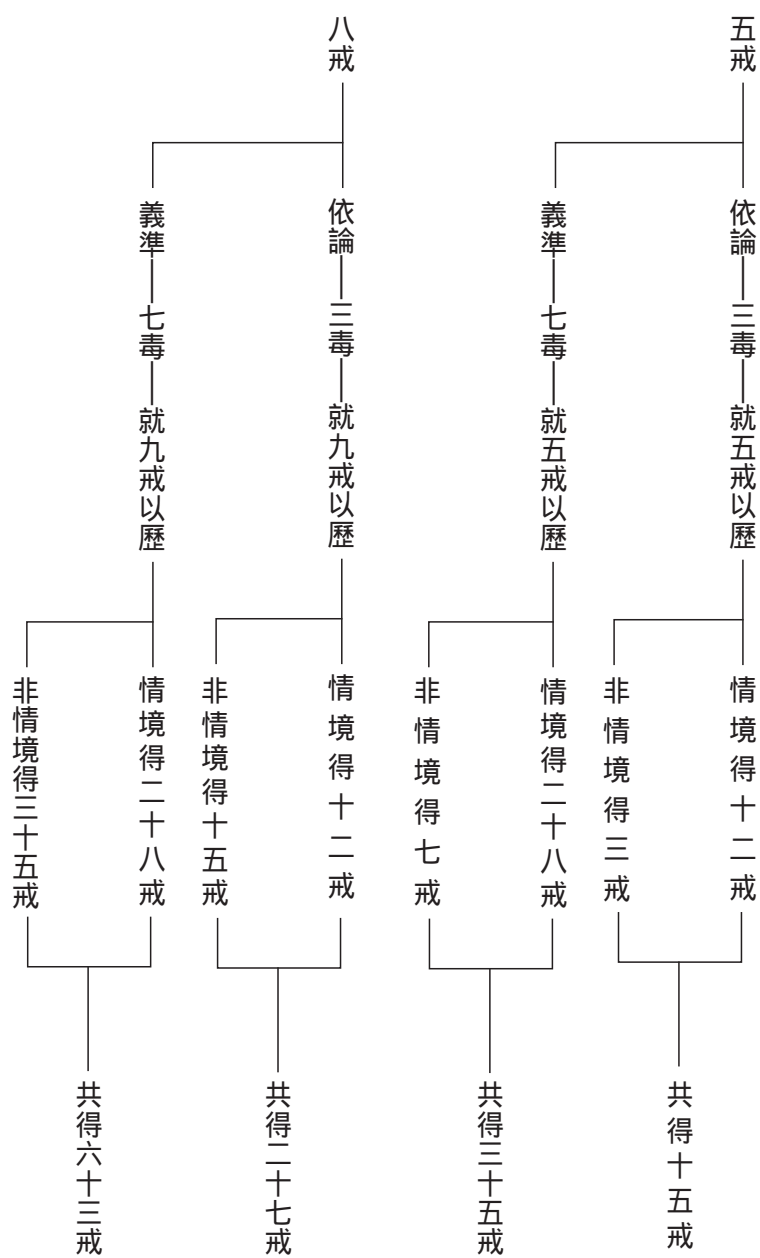 五戒
依論——三毒——就五戒以歷
情境得十二戒
非情境得三戒
共得十五戒
義準——七毒——就五戒以歷
情境得二十八戒
非情境得七戒
共得三十五戒
八戒
依論——三毒——就九戒以歷
情境得十二戒
非情境得十五戒
共得二十七戒
義準——七毒——就九戒以歷
情境得二十八戒
非情境得三十五戒
共得六十三戒